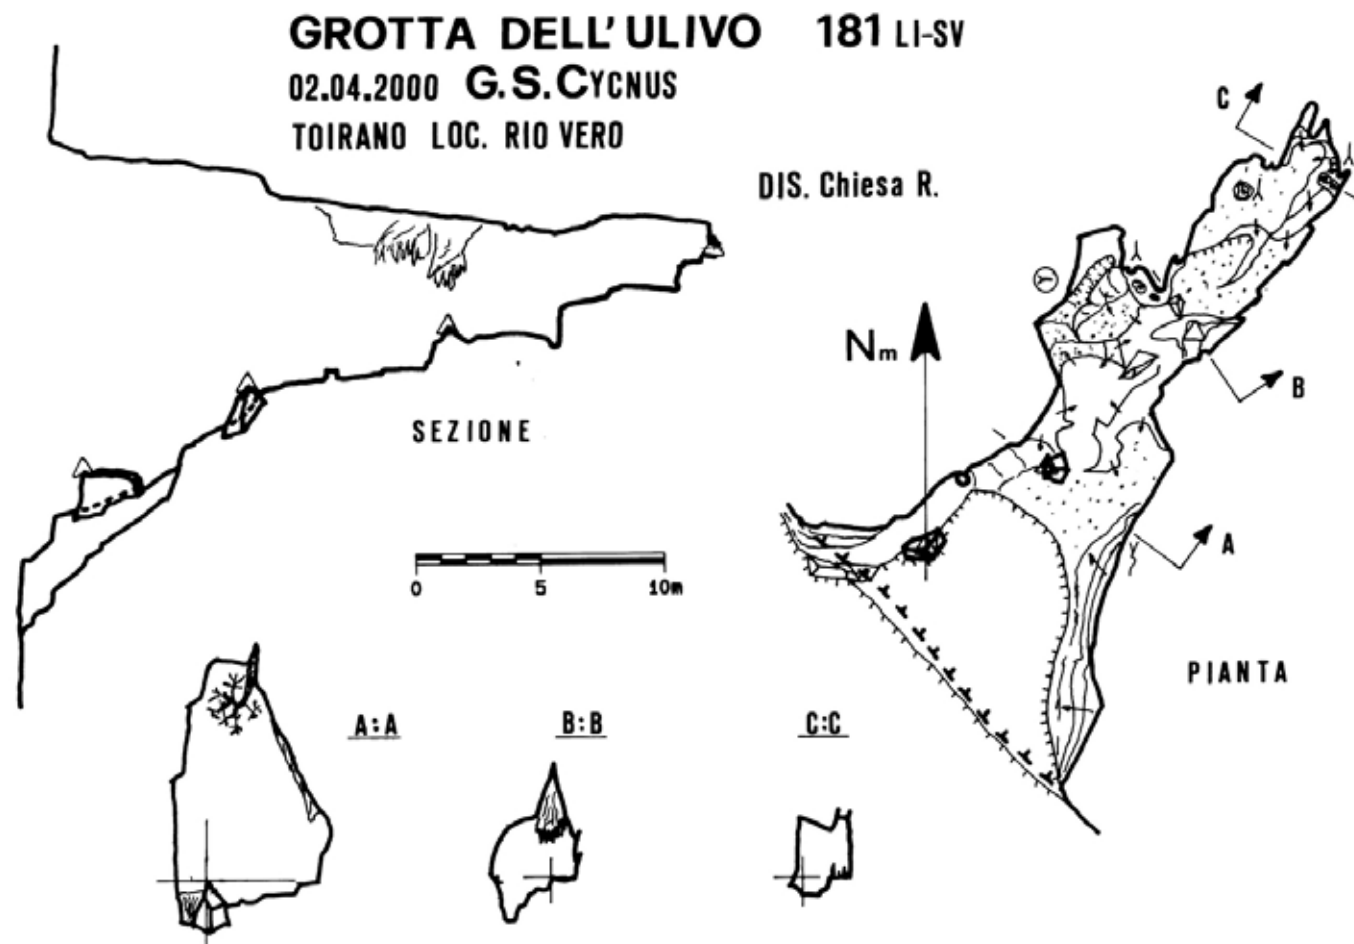 GROTTA DELL'ULIVO 181 LI-SV
02.04.2000 G.S.CYCNUS
TOIRANO LOC. RIO VERO
DIS. Chiesa R.
C
Nm
B
SEZIONE
A
0 5 10m
PIANTA
A:A B:B C:C